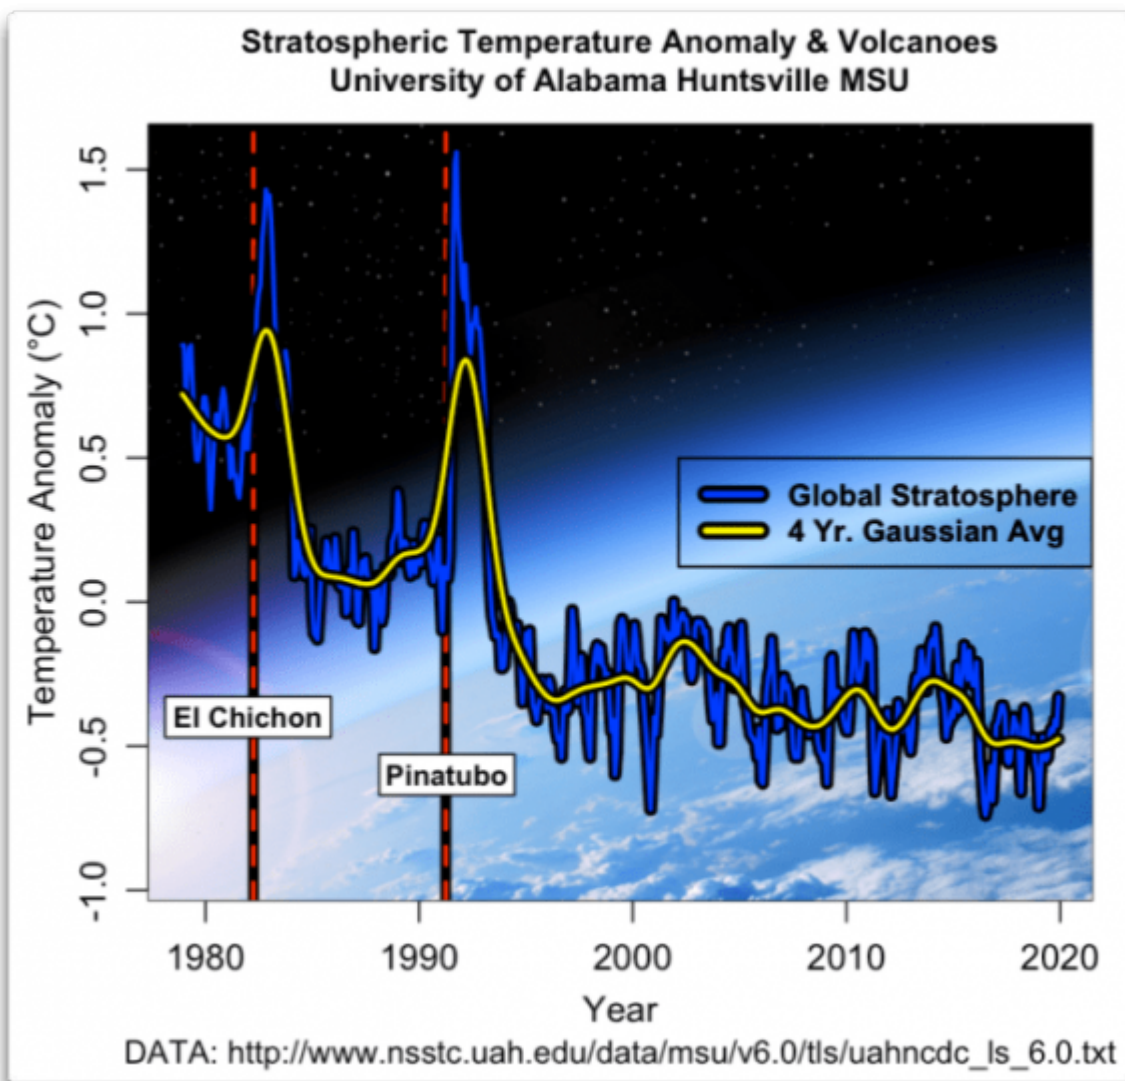 Stratospheric Temperature Anomaly & Volcanoes
University of Alabama Huntsville MSU
Temperature Anomaly (°C)
1.5
1.0
0.5
0.0
-0.5
-1.0
Global Stratosphere
4 Yr. Gaussian Avg
El Chichon
Pinatubo
1980 1990 2000 2010 2020
Year
DATA: http://www.nsstc.uah.edu/data/msu/v6.0/tls/uahncdc_ls_6.0.txt